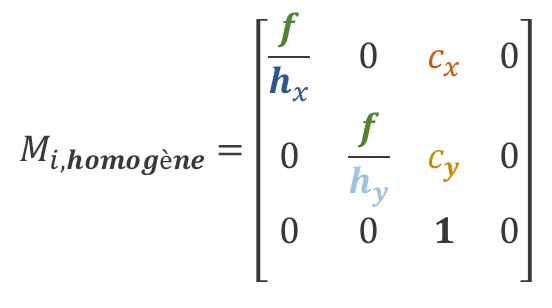 M_{i,homogène} = [ f/h_x 0 c_x 0
0 f/h_y c_y 0
0 0 1 0 ]